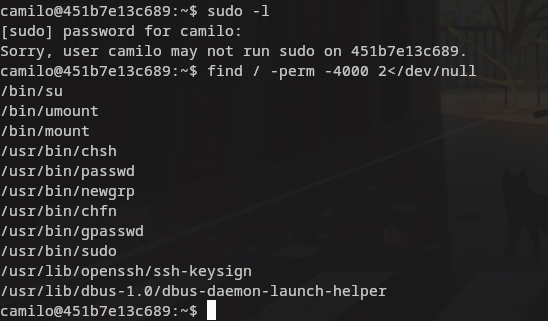 camilo@451b7e13c689:~$ sudo -l
[sudo] password for camilo:
Sorry, user camilo may not run sudo on 451b7e13c689.
camilo@451b7e13c689:~$ find / -perm -4000 2</dev/null
/bin/su
/bin/umount
/bin/mount
/usr/bin/chsh
/usr/bin/passwd
/usr/bin/newgrp
/usr/bin/chfn
/usr/bin/gpasswd
/usr/bin/sudo
/usr/lib/openssh/ssh-keysign
/usr/lib/dbus-1.0/dbus-daemon-launch-helper
camilo@451b7e13c689:~$